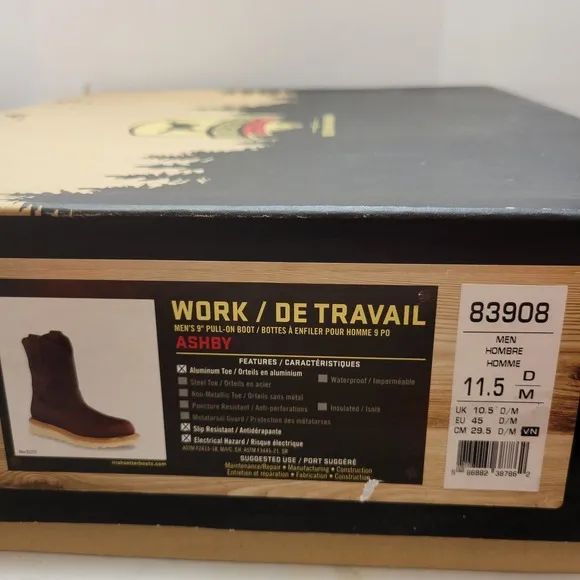 WORK / DE TRAVAIL
MEN'S 9" PULL-ON BOOT / BOTTES À ENFILER POUR HOMME 9 PO
ASHBY
FEATURES / CARACTÉRISTIQUES
Aluminum Toe / Orteils en aluminium
Steel Toe / Orteils en acier
Waterproof / Imperméable
Non-Metallic Toe / Orteils sans métal
Puncture Resistant / Anti-perforations
Insulated / Isolé
Metatarsal Guard / Protection des métatarses
Slip Resistant / Antidérapante
Electrical Hazard / Risque électrique
SUGGESTED USE / PORT SUGGÉRÉ
Maintenance/Repair • Manufacturing • Construction
Entretien et réparation • Fabrication • Construction
83908
MEN
HOMBRE
HOMME
11.5 D/M
UK 10.5 D/M
EU 45 D/M
CM 29.5 D/M VN